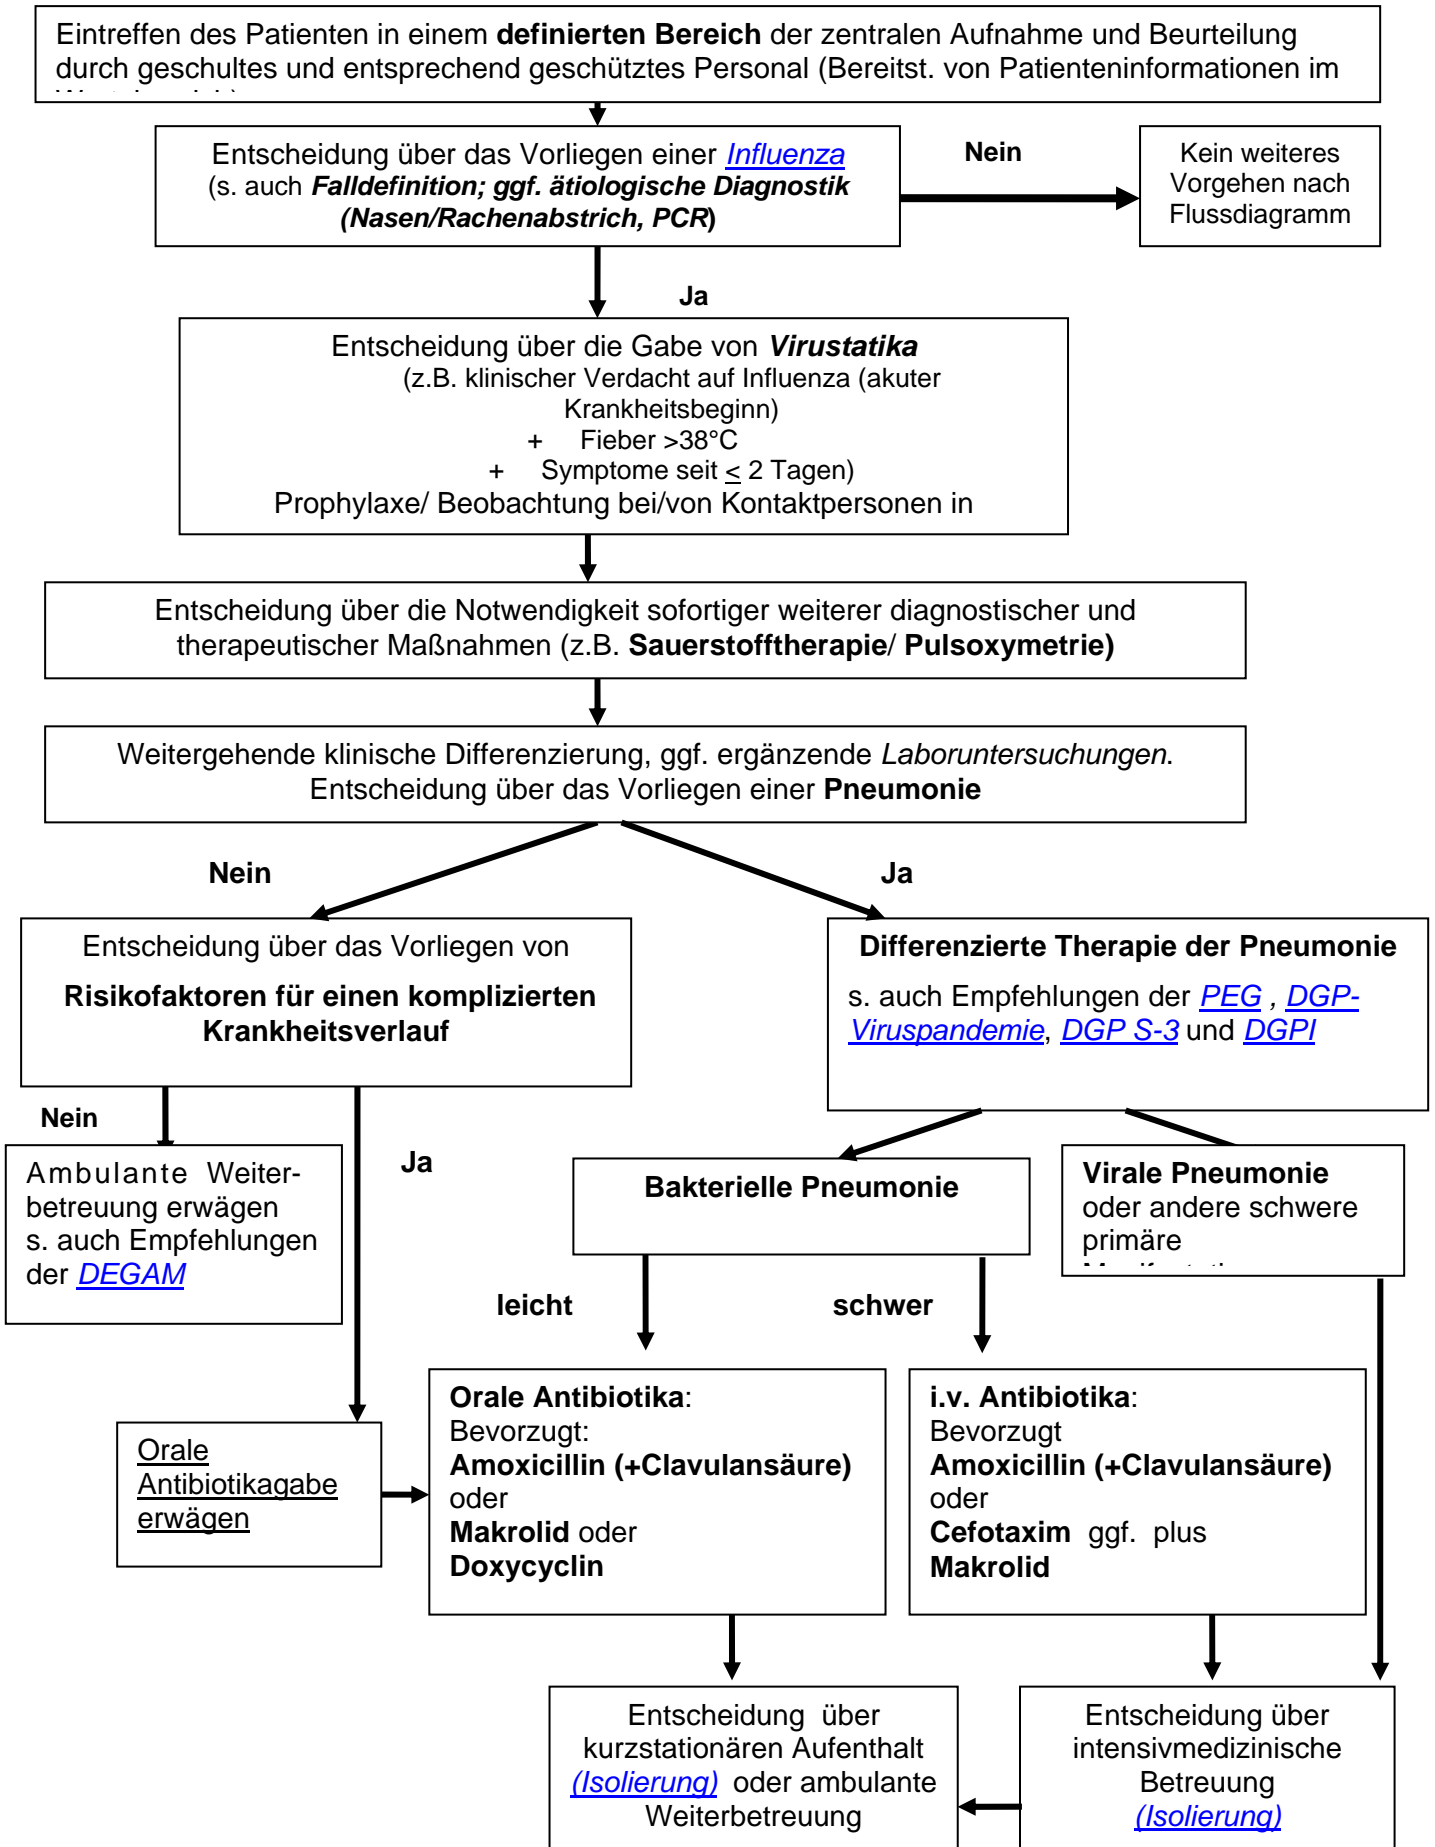 Eintreffen des Patienten in einem definierten Bereich der zentralen Aufnahme und Beurteilung
durch geschultes und entsprechend geschütztes Personal (Bereitst. von Patienteninformationen im
Entscheidung über das Vorliegen einer Influenza
(s. auch Falldefinition; ggf. ätiologische Diagnostik
(Nasen/Rachenabstrich, PCR)
Nein
Kein weiteres
Vorgehen nach
Flussdiagramm
Ja
Entscheidung über die Gabe von Virustatika
(z.B. klinischer Verdacht auf Influenza (akuter
Krankheitsbeginn)
+ Fieber >38°C
+ Symptome seit ≤ 2 Tagen)
Prophylaxe/ Beobachtung bei/von Kontaktpersonen in
Entscheidung über die Notwendigkeit sofortiger weiterer diagnostischer und
therapeutischer Maßnahmen (z.B. Sauerstofftherapie/ Pulsoxymetrie)
Weitergehende klinische Differenzierung, ggf. ergänzende Laboruntersuchungen.
Entscheidung über das Vorliegen einer Pneumonie
Nein
Ja
Entscheidung über das Vorliegen von
Risikofaktoren für einen komplizierten
Krankheitsverlauf
Differenzierte Therapie der Pneumonie
s. auch Empfehlungen der PEG , DGP-
Viruspandemie, DGP S-3 und DGPI
Nein
Ja
Ambulante Weiter-
betreuung erwägen
s. auch Empfehlungen
der DEGAM
Bakterielle Pneumonie
Virale Pneumonie
oder andere schwere
primäre
leicht
schwer
Orale
Antibiotikagabe
erwägen
Orale Antibiotika:
Bevorzugt:
Amoxicillin (+Clavulansäure)
oder
Makrolid oder
Doxycyclin
i.v. Antibiotika:
Bevorzugt
Amoxicillin (+Clavulansäure)
oder
Cefotaxim ggf. plus
Makrolid
Entscheidung über
kurzstationären Aufenthalt
(Isolierung) oder ambulante
Weiterbetreuung
Entscheidung über
intensivmedizinische
Betreuung
(Isolierung)